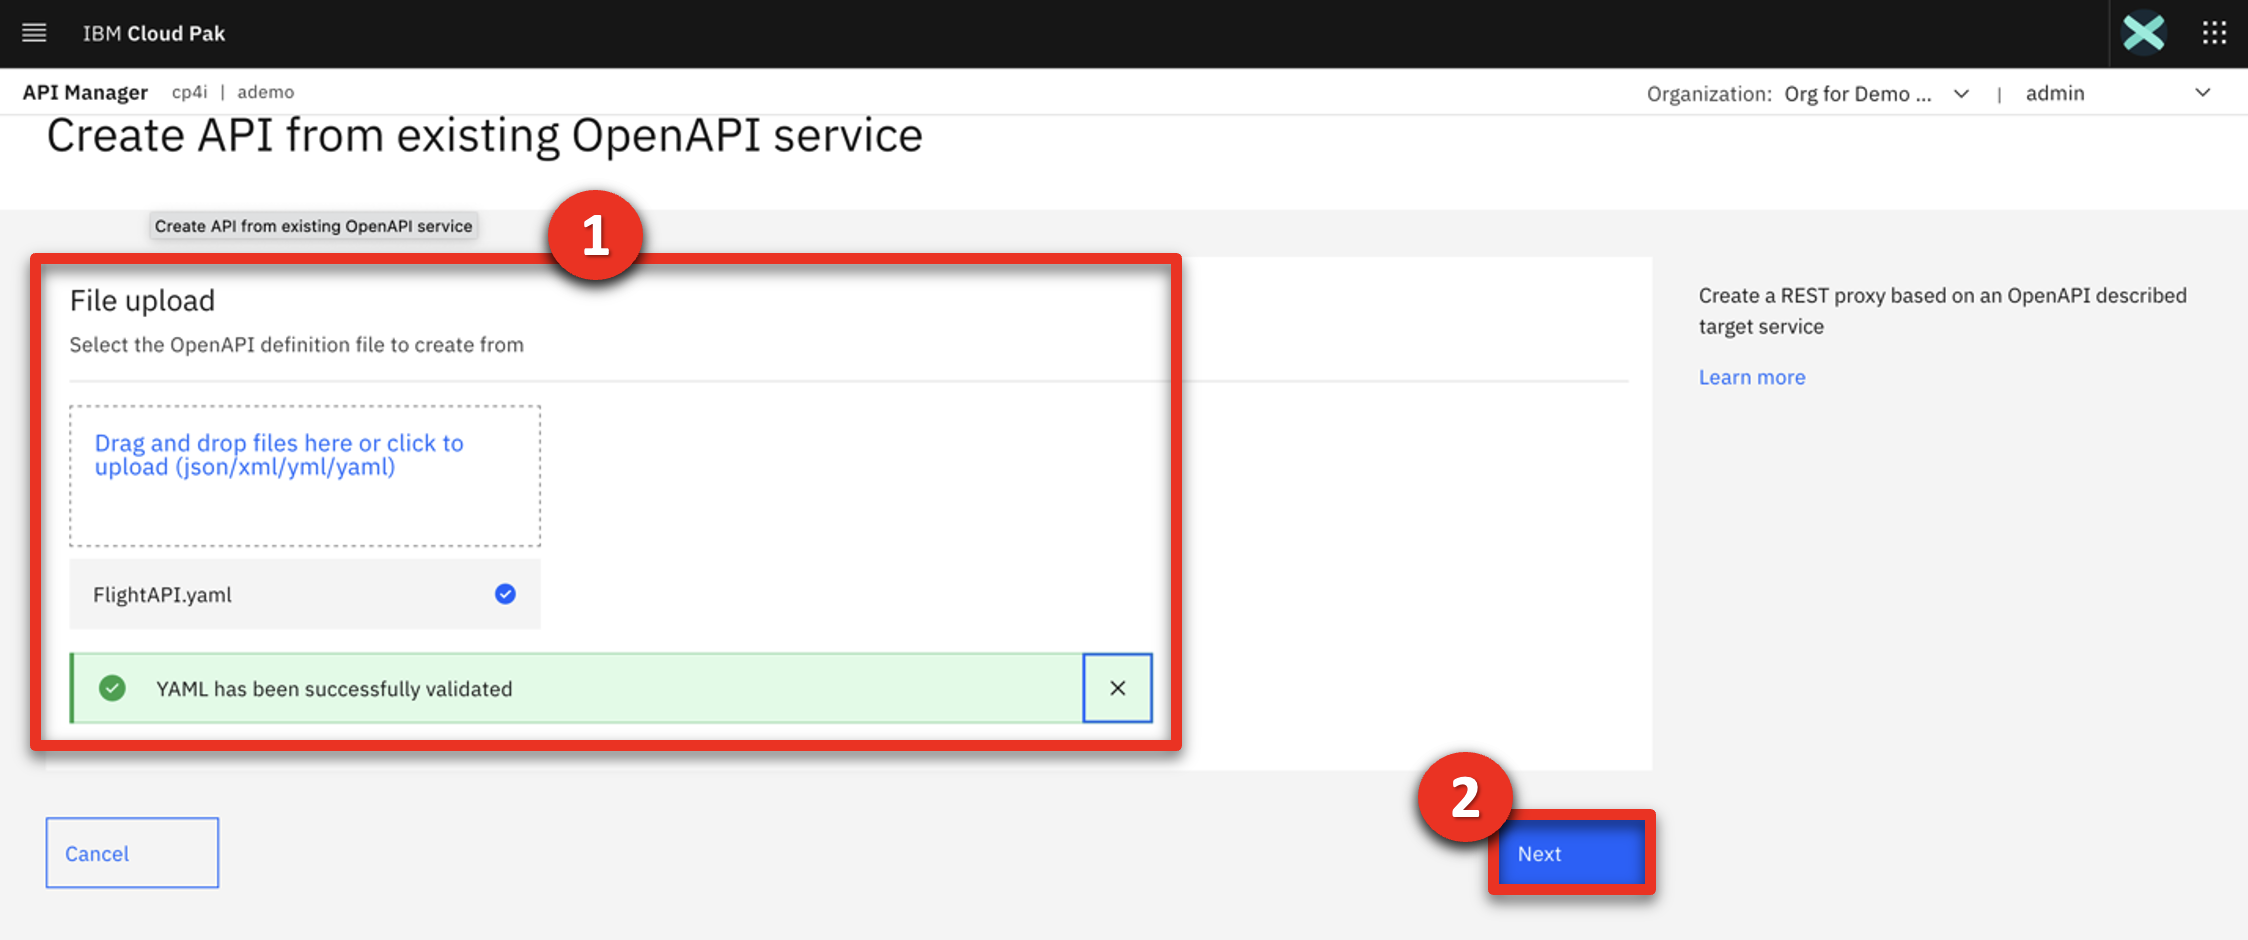 IBM Cloud Pak
API Manager cp4i | ademo
Organization: Org for Demo ... | admin
Create API from existing OpenAPI service
Create API from existing OpenAPI service
1
File upload
Select the OpenAPI definition file to create from
Drag and drop files here or click to
upload (json/xml/yml/yaml)
FlightAPI.yaml
YAML has been successfully validated
Create a REST proxy based on an OpenAPI described
target service
Learn more
2
Cancel
Next